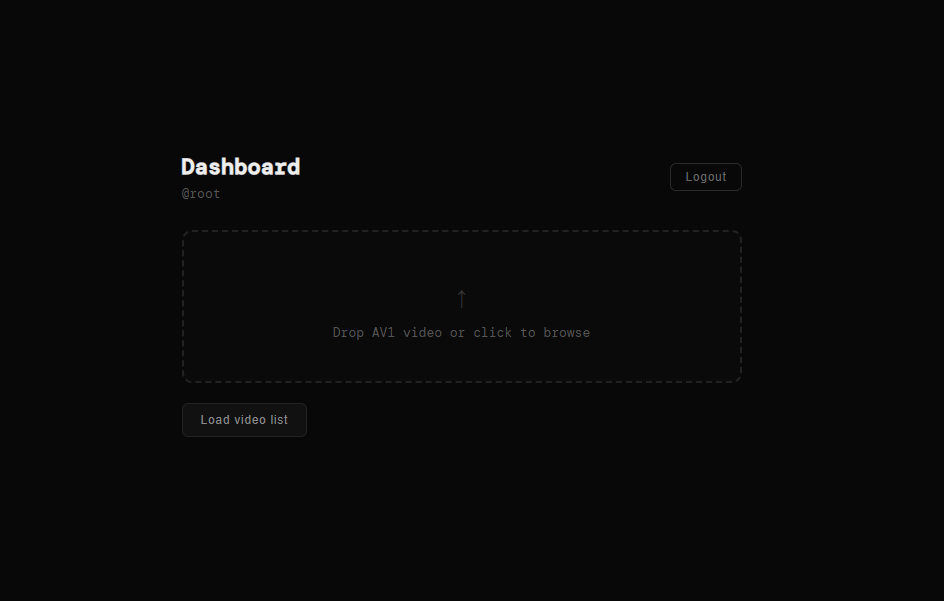 Dashboard
@root
Logout
↑
Drop AV1 video or click to browse
Load video list